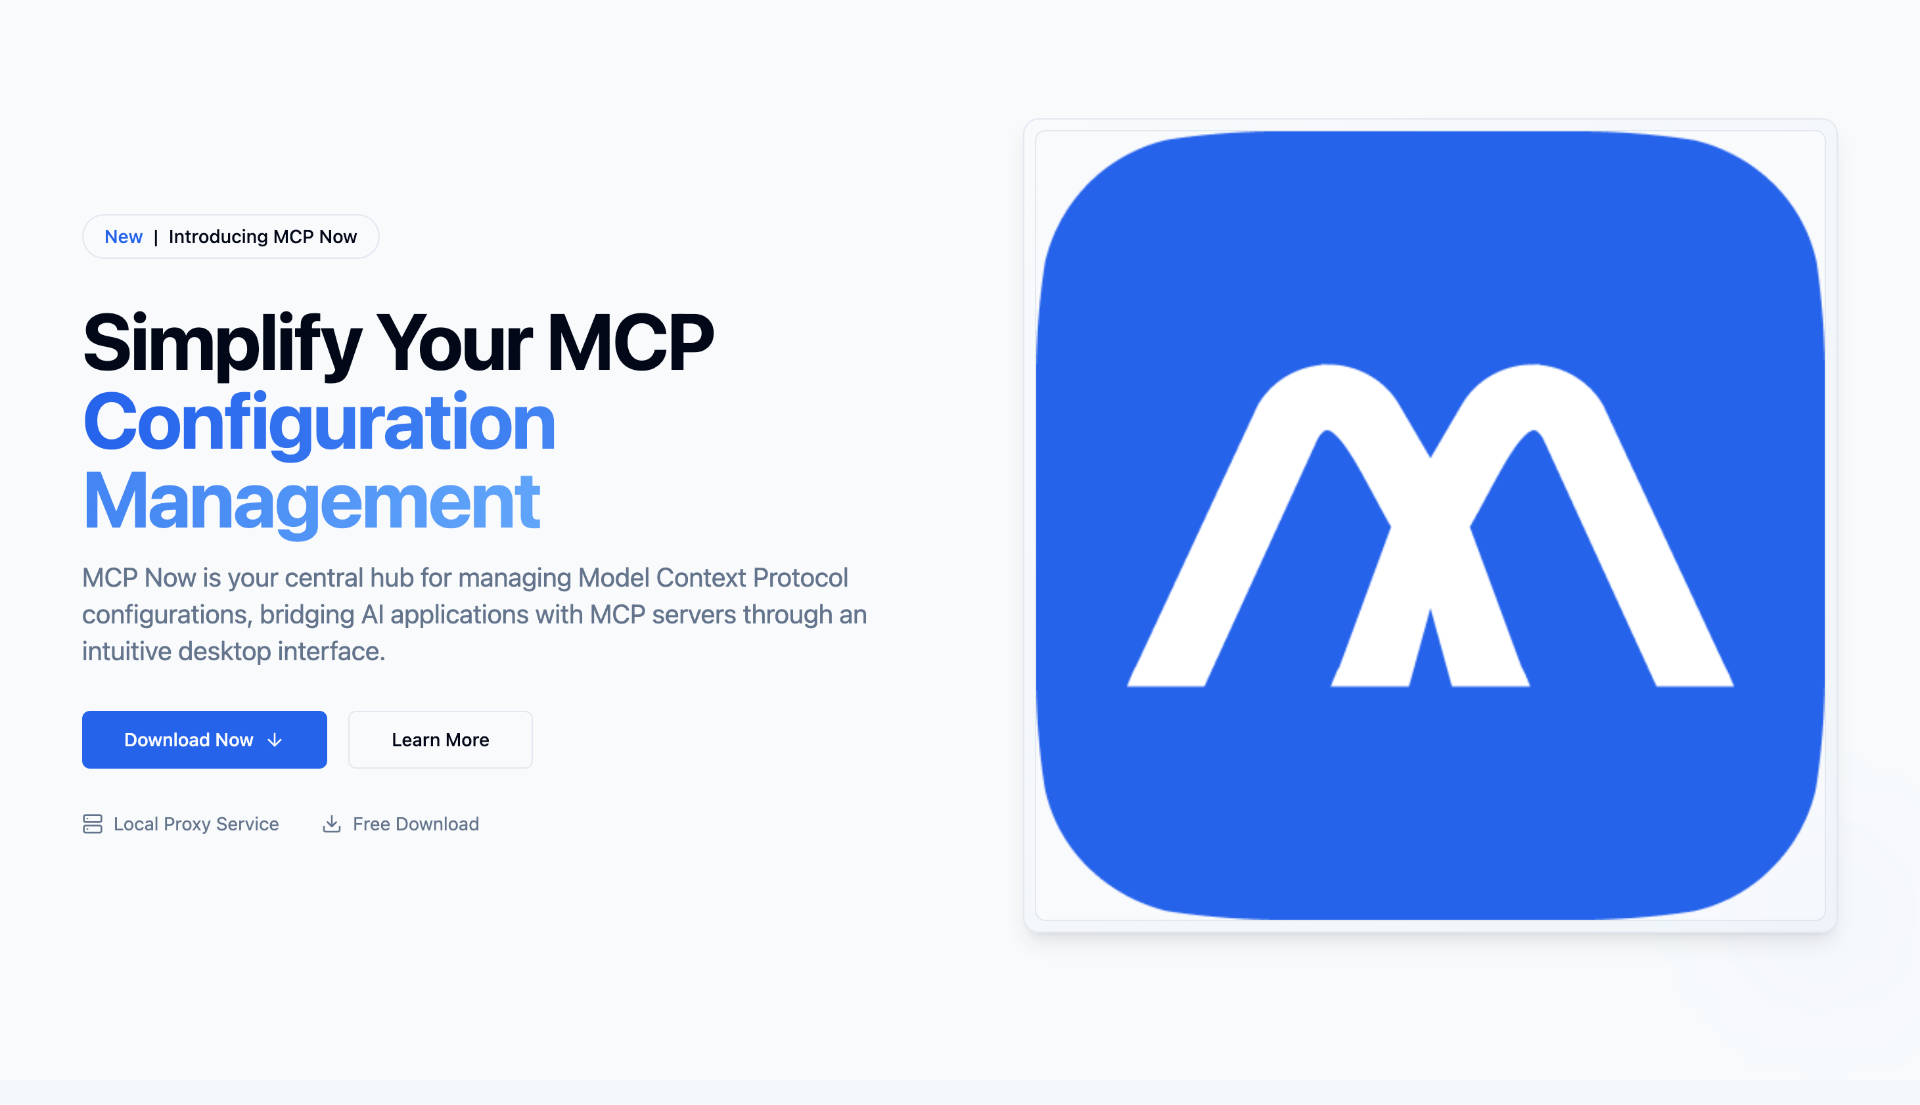 New | Introducing MCP Now
Simplify Your MCP
Configuration
Management
MCP Now is your central hub for managing Model Context Protocol
configurations, bridging AI applications with MCP servers through an
intuitive desktop interface.
Download Now
Learn More
Local Proxy Service
Free Download